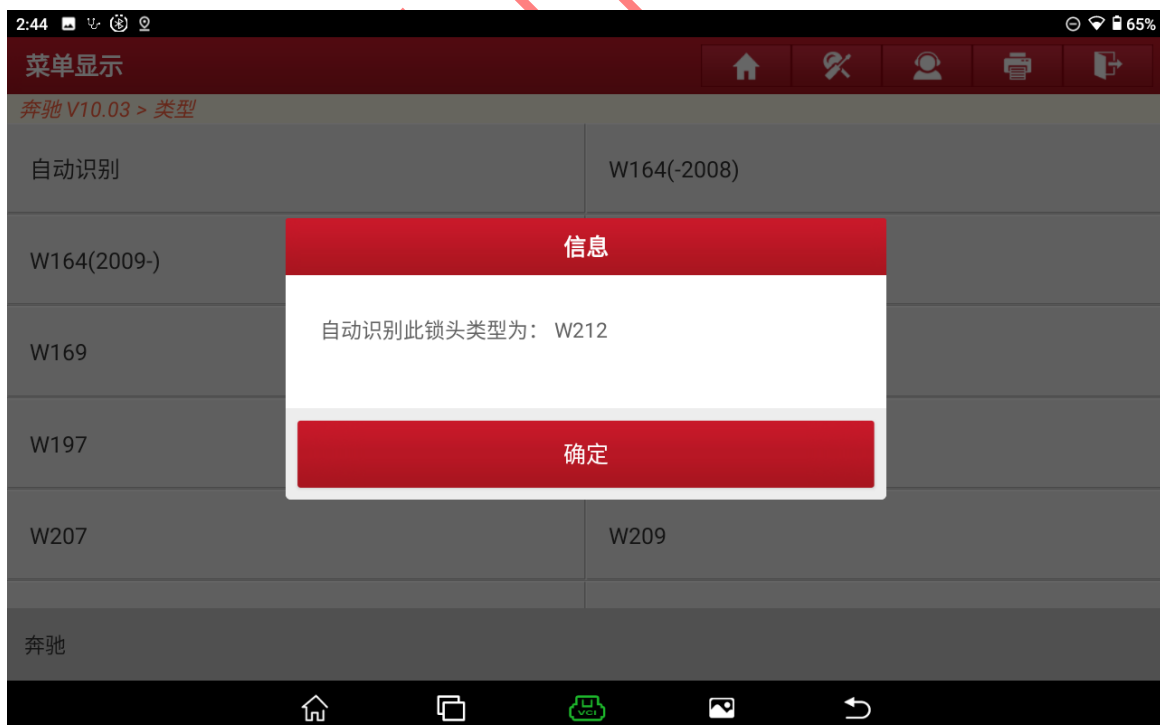 2:44
65%
菜单显示
奔驰 V10.03 > 类型
自动识别
W164(-2008)
W164(2009-)
信息
自动识别此锁头类型为： W212
W169
W197
确定
W207
W209
奔驰
VCI